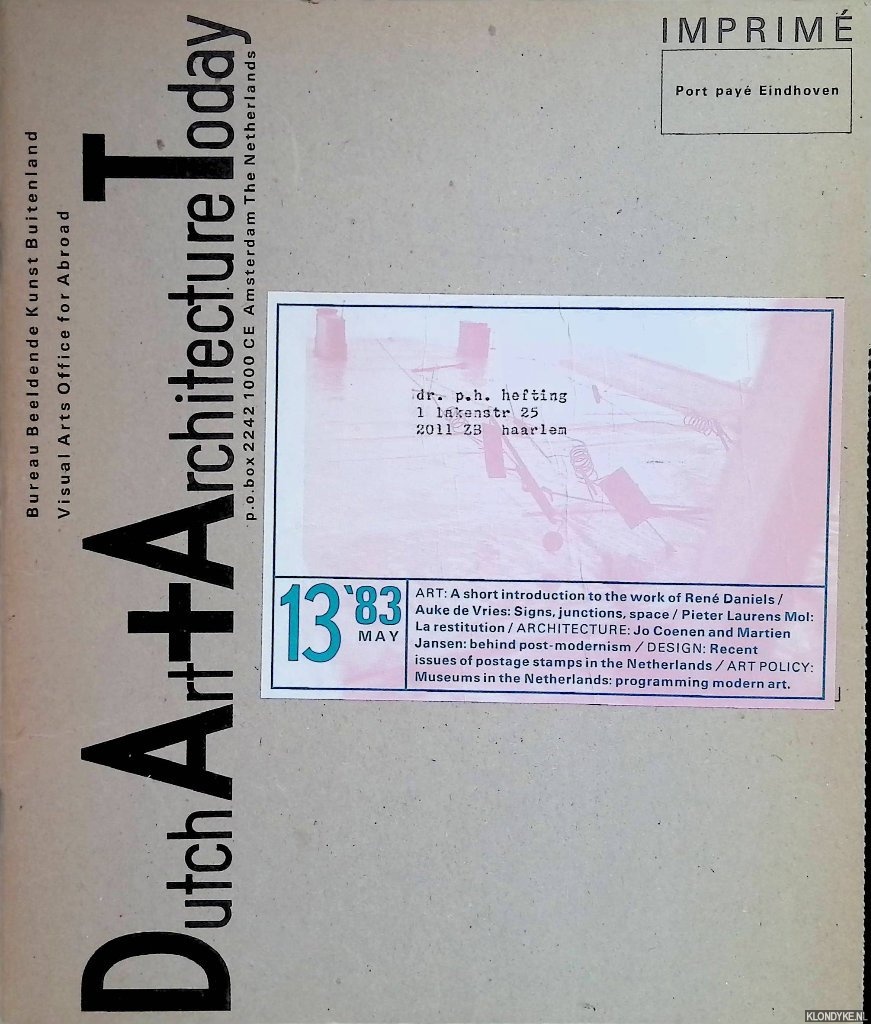 IMPRIMÉ
Port payé Eindhoven
Bureau Beeldende Kunst Buitenland
Visual Arts Office for Abroad
Dutch Art + Architecture Today
p.o.box 2242 1000 CE Amsterdam The Netherlands
dr. p.h. hefting
l lakenstr 25
2011 ZB haarlem
13 '83
MAY
ART: A short introduction to the work of René Daniels /
Auke de Vries: Signs, junctions, space / Pieter Laurens Mol:
La restitution / ARCHITECTURE: Jo Coenen and Martien
Jansen: behind post-modernism / DESIGN: Recent
issues of postage stamps in the Netherlands / ART POLICY:
Museums in the Netherlands: programming modern art.
KLONDYKE.NL